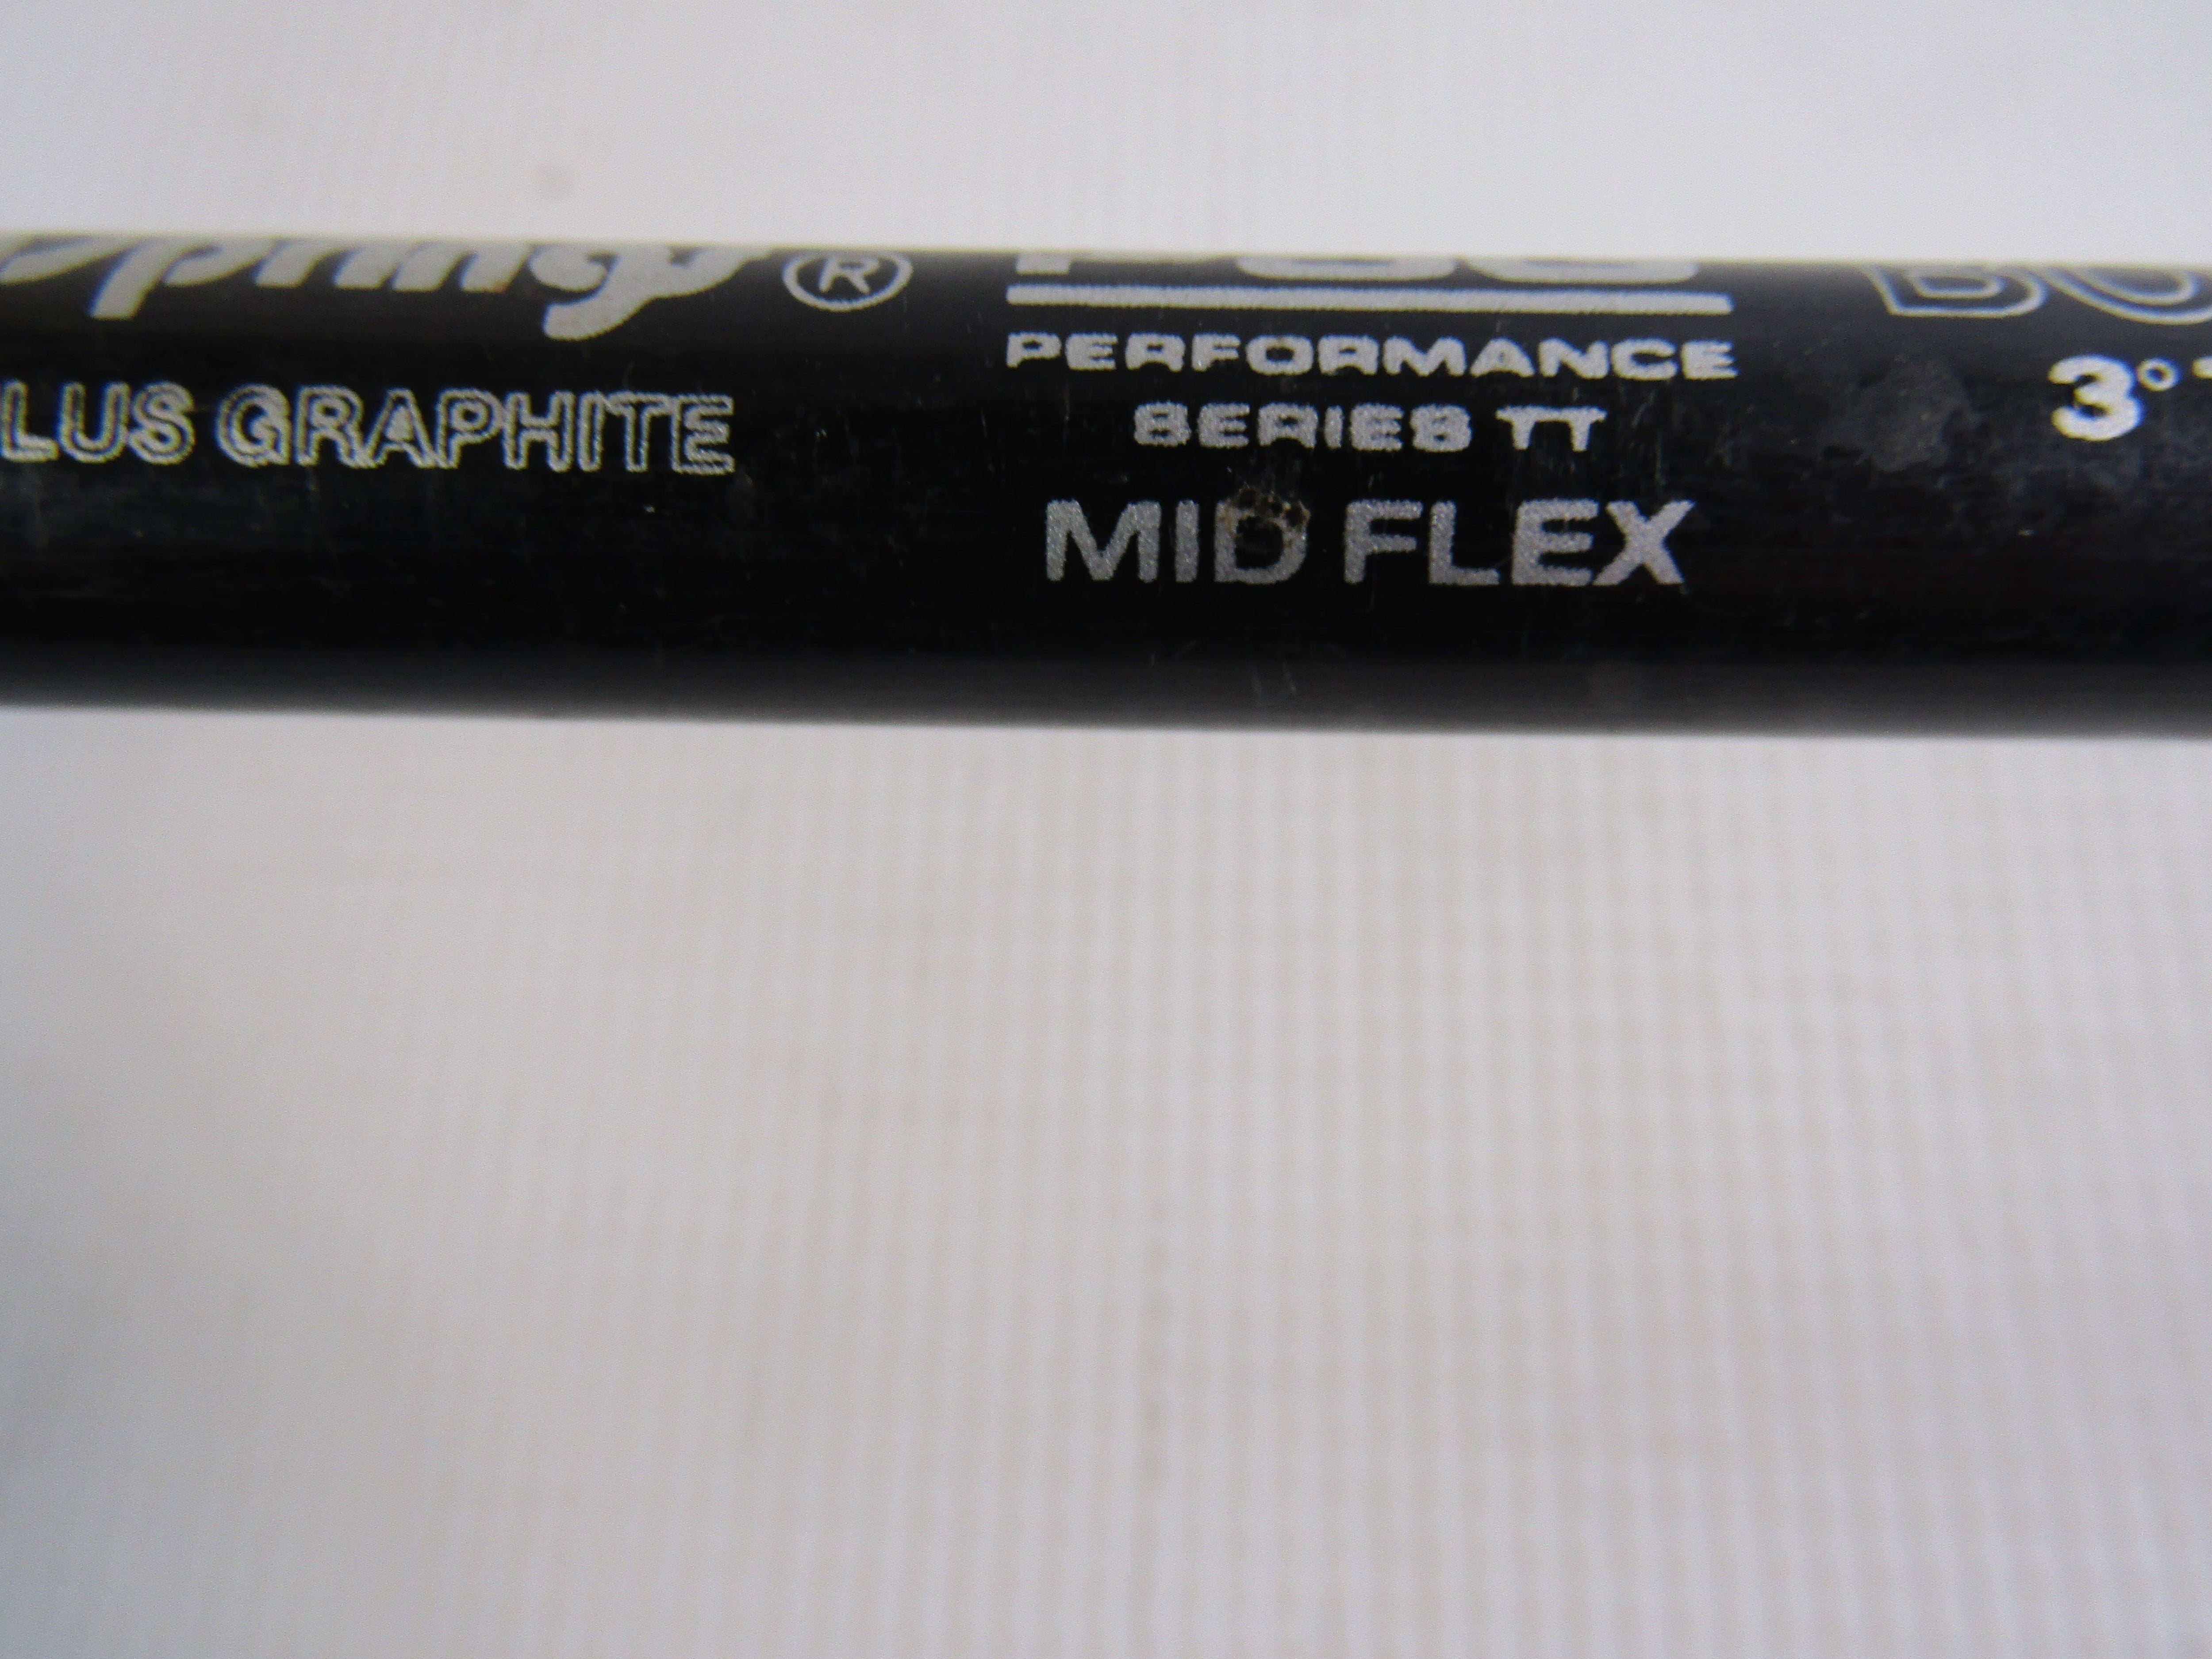 ®
LUS GRAPHITE
PERFORMANCE
SERIES TT
MID FLEX
3°